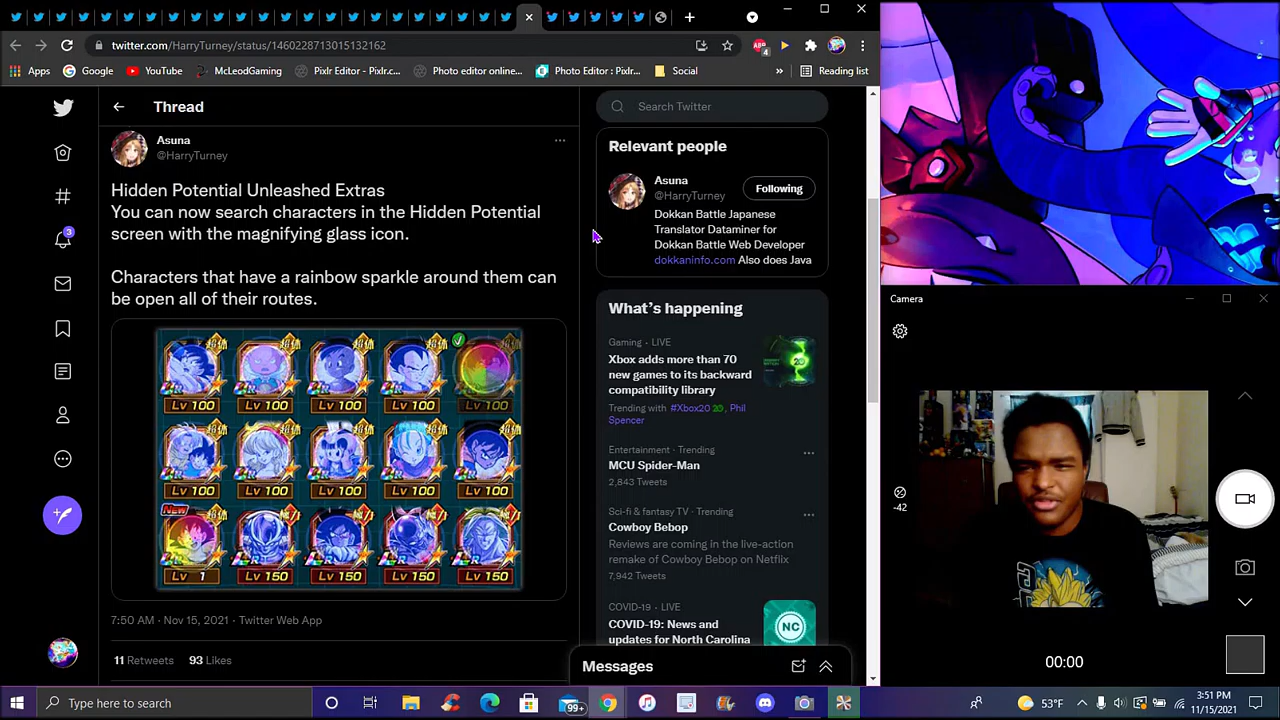 twitter.com/HarryTurney/status/1460228713015132162
ABP
4
Apps
Google
YouTube
McLeodGaming
Pixlr Editor - Pixlr.c...
Photo editor online...
Photo Editor : Pixlr...
Social
»
Reading list
Thread
Search Twitter
Asuna
@HarryTurney
Hidden Potential Unleashed Extras
You can now search characters in the Hidden Potential
screen with the magnifying glass icon.
Characters that have a rainbow sparkle around them can
be open all of their routes.
Lv 100
Lv 100
Lv 100
Lv 100
Lv 100
Lv 100
Lv 100
Lv 100
Lv 100
Lv 100
NEW
Lv 1
Lv 150
Lv 150
Lv 150
Lv 150
7:50 AM · Nov 15, 2021 · Twitter Web App
11 Retweets 93 Likes
3
Relevant people
Asuna
@HarryTurney
Following
Dokkan Battle Japanese
Translator Dataminer for
Dokkan Battle Web Developer
dokkaninfo.com Also does Java
What's happening
Gaming · LIVE
Xbox adds more than 70
new games to its backward
compatibility library
Trending with #Xbox20, Phil
Spencer
Entertainment · Trending
MCU Spider-Man
2,843 Tweets
Sci-fi & fantasy TV · Trending
Cowboy Bebop
Reviews are coming in the live-action
remake of Cowboy Bebop on Netflix
7,942 Tweets
COVID-19 · LIVE
COVID-19: News and
updates for North Carolina
NC
Messages
Camera
-42
00:00
Type here to search
99+
53°F
3:51 PM
11/15/2021